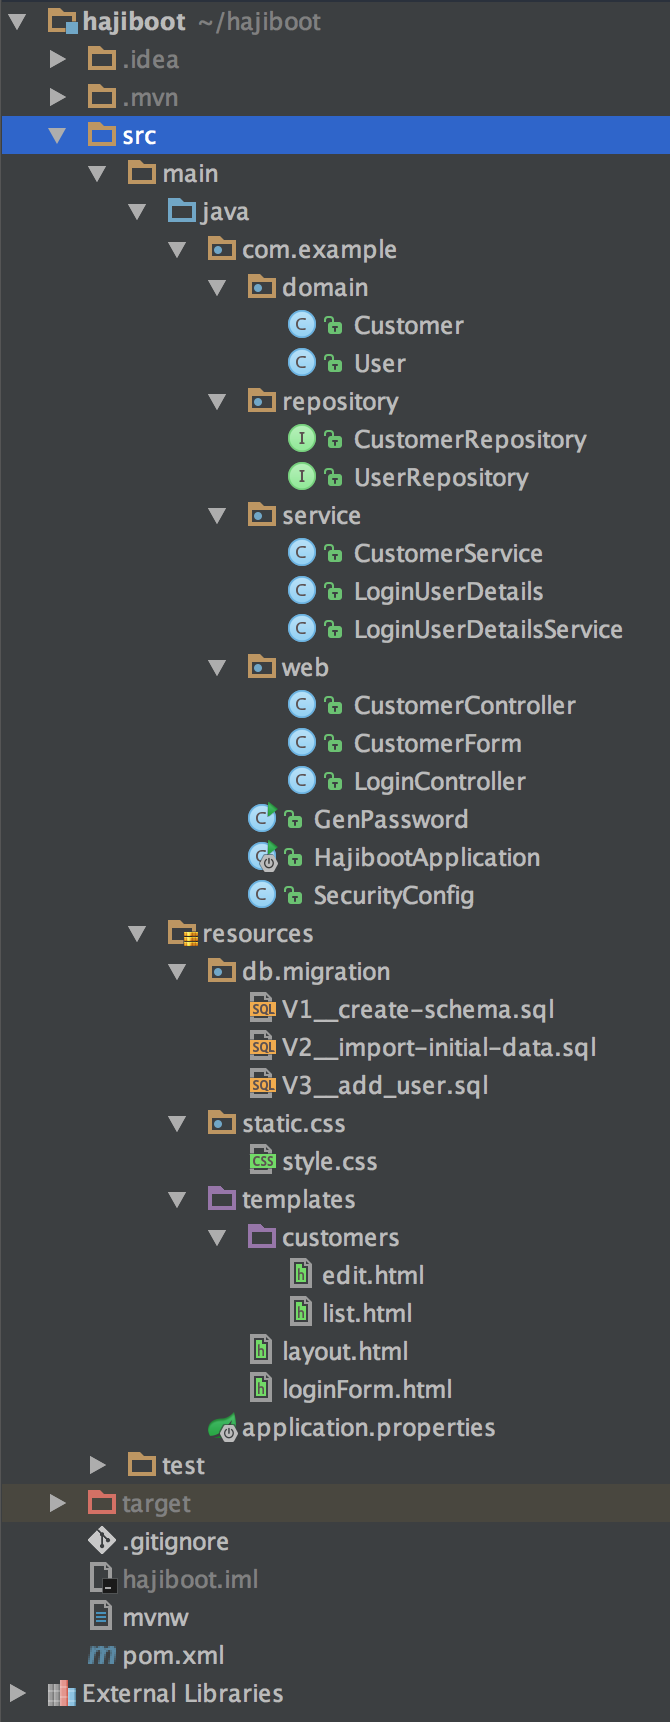 hajiboot ~/hajiboot
.idea
.mvn
src
main
java
com.example
domain
C Customer
C User
repository
I CustomerRepository
I UserRepository
service
C CustomerService
C LoginUserDetails
C LoginUserDetailsService
web
C CustomerController
C CustomerForm
C LoginController
C GenPassword
C HajibootApplication
C SecurityConfig
resources
db.migration
SQL V1__create-schema.sql
SQL V2__import-initial-data.sql
SQL V3__add_user.sql
static.css
CSS style.css
templates
customers
h edit.html
h list.html
h layout.html
h loginForm.html
application.properties
test
target
.gitignore
hajiboot.iml
mvnw
m pom.xml
External Libraries